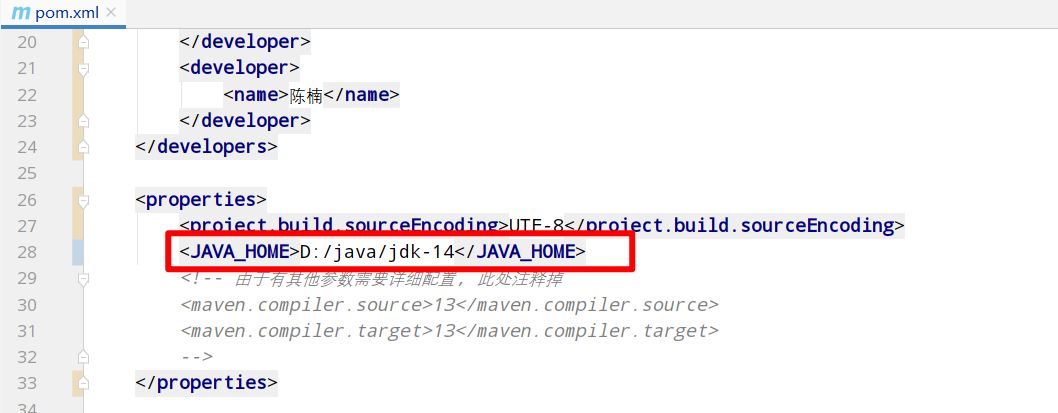 pom.xml
20 </developer>
21 <developer>
22 <name>陈楠</name>
23 </developer>
24 </developers>
25
26 <properties>
27 <project.build.sourceEncoding>UTF-8</project.build.sourceEncoding>
28 <JAVA_HOME>D:/java/jdk-14</JAVA_HOME>
29 <!-- 由于有其他参数需要详细配置, 此处注释掉
30 <maven.compiler.source>13</maven.compiler.source>
31 <maven.compiler.target>13</maven.compiler.target>
32 -->
33 </properties>
34